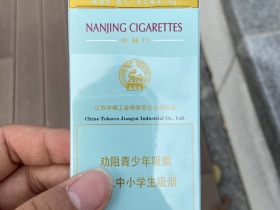 NANJING CIGARETTES
江苏中烟工业有限责任公司出品
China Tobacco Jiangsu Industrial Co., Ltd.
劝阻青少年吸烟
中小学生吸烟